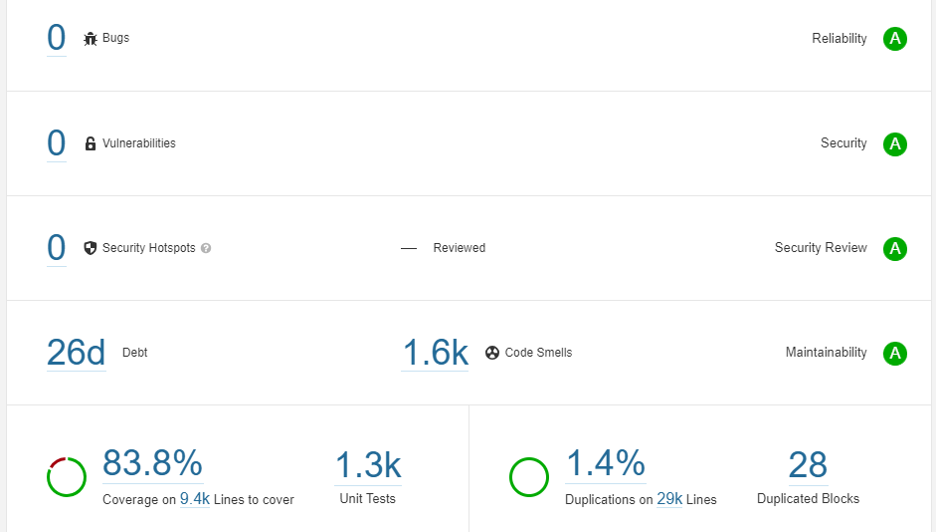 0 Bugs Reliability A
0 Vulnerabilities Security A
0 Security Hotspots ? — Reviewed Security Review A
26d Debt 1.6k Code Smells Maintainability A
83.8% 1.3k 1.4% 28
Coverage on 9.4k Lines to cover Unit Tests Duplications on 29k Lines Duplicated Blocks